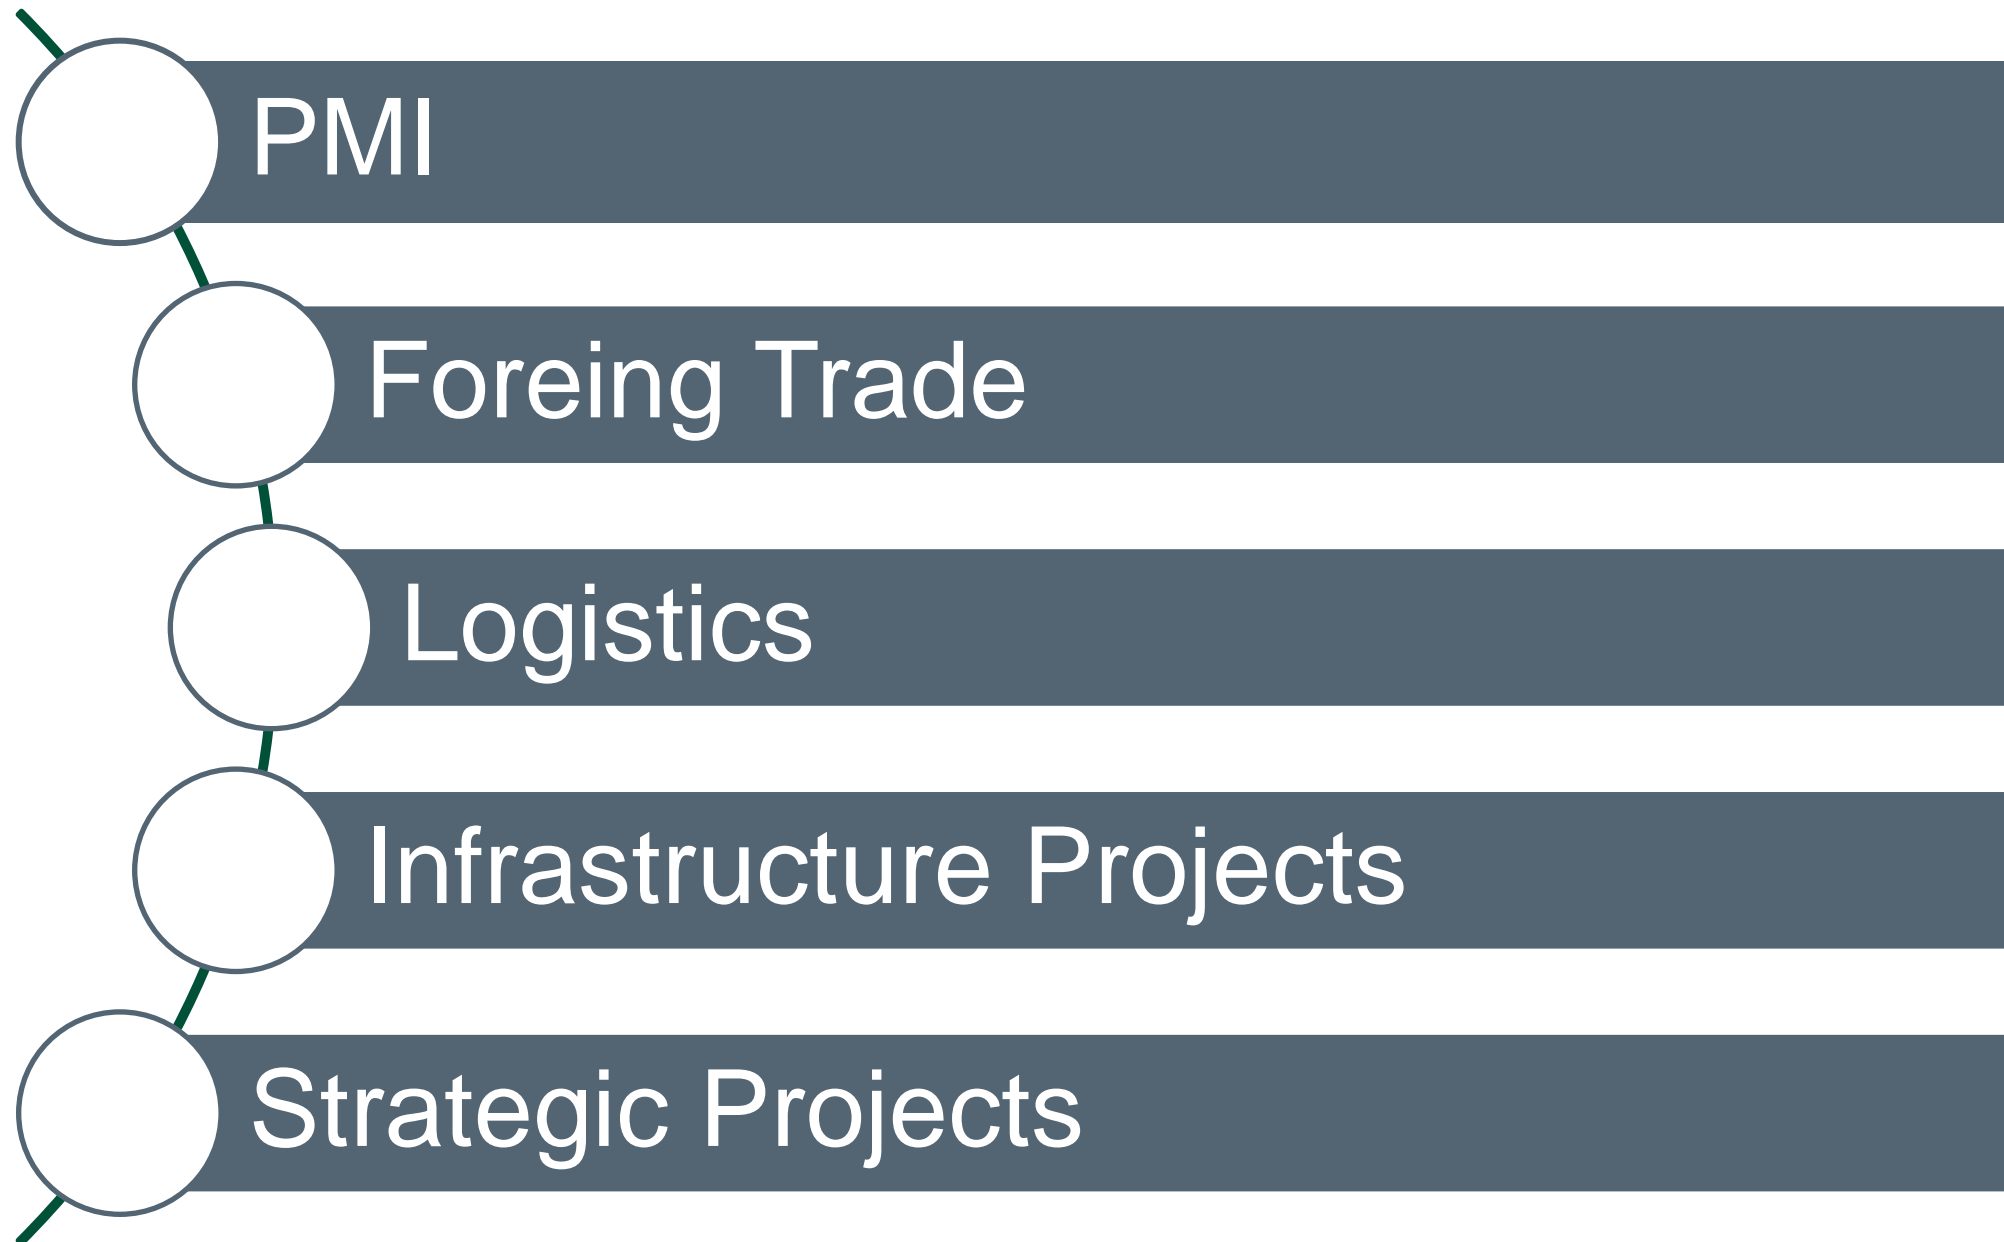 PMI
Foreing Trade
Logistics
Infrastructure Projects
Strategic Projects